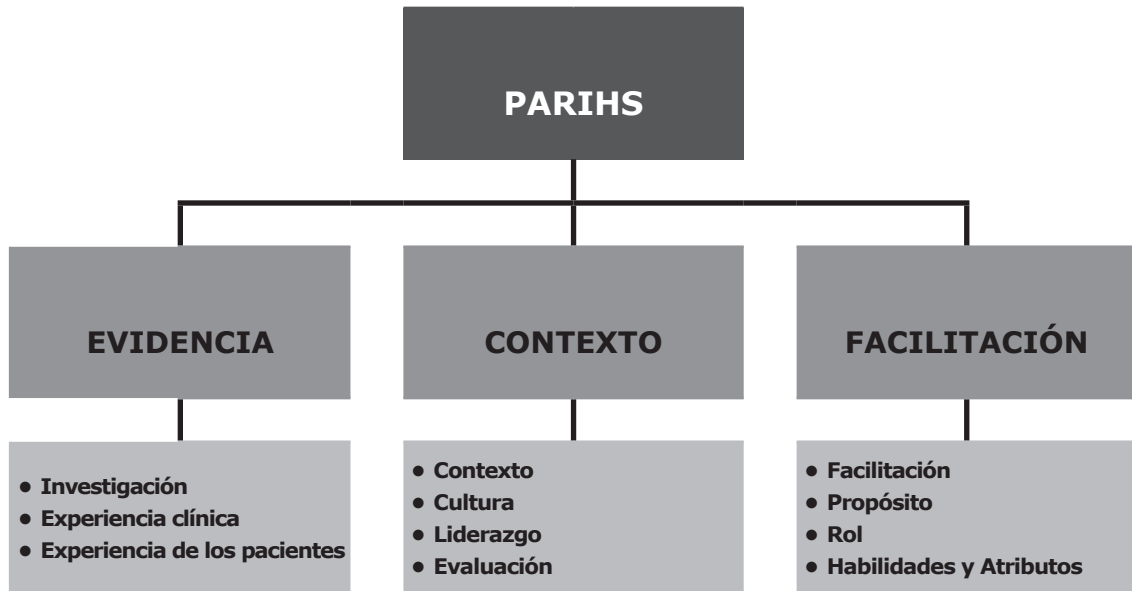 PARIHS
EVIDENCIA
CONTEXTO
FACILITACIÓN
● Investigación
● Experiencia clínica
● Experiencia de los pacientes
● Contexto
● Cultura
● Liderazgo
● Evaluación
● Facilitación
● Propósito
● Rol
● Habilidades y Atributos